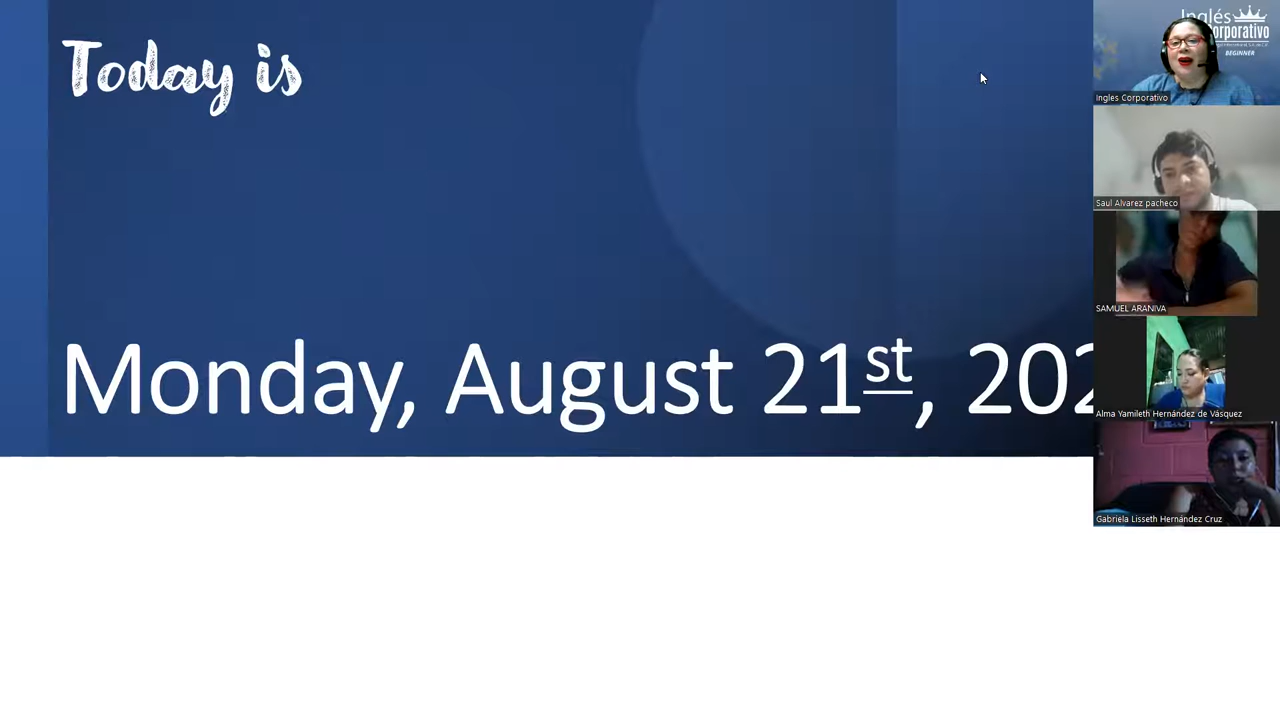 Today is
Monday, August 21st, 202
Inglés
Corporativo
BEGINNER
Ingles Corporativo
Saul Alvarez pacheco
SAMUEL ARANIVA
Alma Yamileth Hernández de Vásquez
Gabriela Lisseth Hernández Cruz